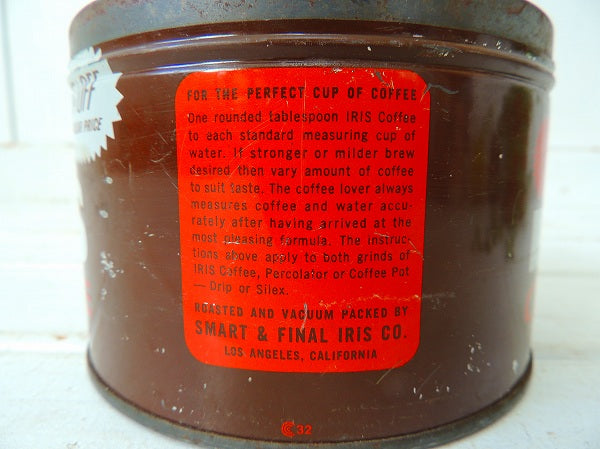 OFF
PRICE
FOR THE PERFECT CUP OF COFFEE
One rounded tablespoon IRIS Coffee
to each standard measuring cup of
water. If stronger or milder brew
desired then vary amount of coffee
to suit taste. The coffee lover always
measures coffee and water accu-
rately after having arrived at the
most pleasing formula. The instruc-
tions above apply to both grinds of
IRIS Coffee, Percolator or Coffee Pot
— Drip or Silex.
ROASTED AND VACUUM PACKED BY
SMART & FINAL IRIS CO.
LOS ANGELES, CALIFORNIA
32